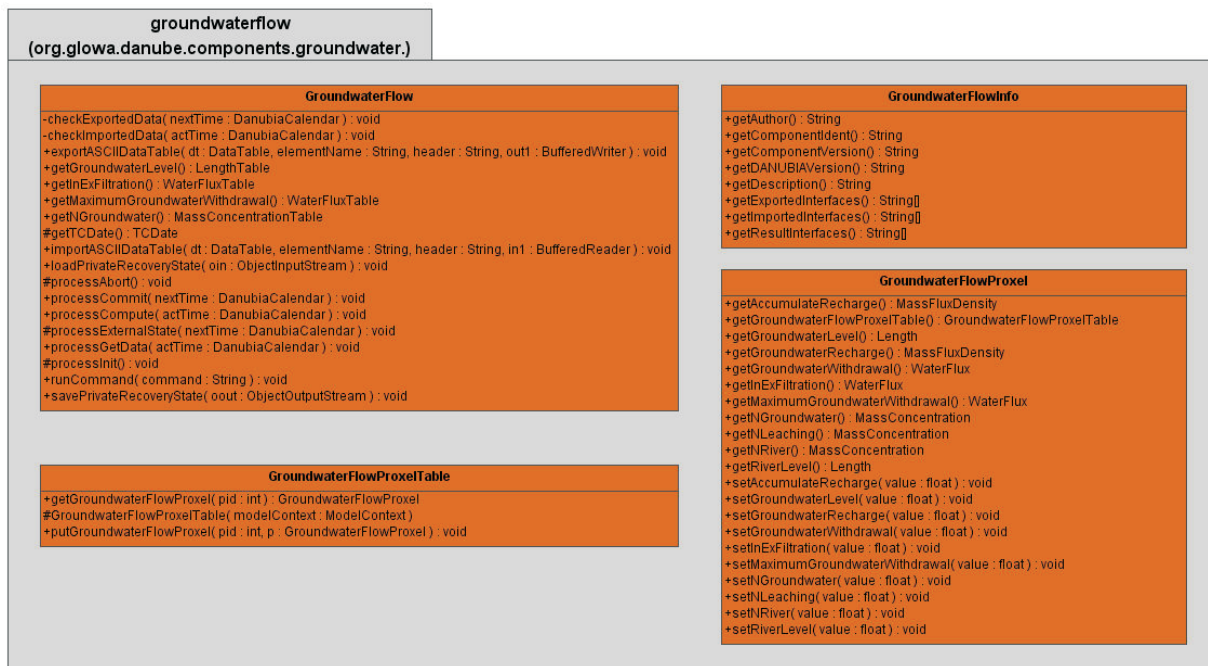 groundwaterflow
(org.glowa.danube.components.groundwater.)
GroundwaterFlow
-checkExportedData( nextTime : DanubiaCalendar ) : void
-checkImportedData( actTime : DanubiaCalendar ) : void
+exportASCIIDataTable( dt : DataTable, elementName : String, header : String, out1 : BufferedWriter ) : void
+getGroundwaterLevel() : LengthTable
+getInExFiltration() : WaterFluxTable
+getMaximumGroundwaterWithdrawal() : WaterFluxTable
+getNGroundwater() : MassConcentrationTable
#getTCDate() : TCDate
+importASCIIDataTable( dt : DataTable, elementName : String, header : String, in1 : BufferedReader ) : void
+loadPrivateRecoveryState( oin : ObjectInputStream ) : void
#processAbort() : void
+processCommit( nextTime : DanubiaCalendar ) : void
+processCompute( actTime : DanubiaCalendar ) : void
#processExternalState( nextTime : DanubiaCalendar ) : void
+processGetData( actTime : DanubiaCalendar ) : void
#processInit() : void
+runCommand( command : String ) : void
+savePrivateRecoveryState( oout : ObjectOutputStream ) : void
GroundwaterFlowProxelTable
+getGroundwaterFlowProxel( pid : int ) : GroundwaterFlowProxel
#GroundwaterFlowProxelTable( modelContext : ModelContext )
+putGroundwaterFlowProxel( pid : int, p : GroundwaterFlowProxel ) : void
GroundwaterFlowInfo
+getAuthor() : String
+getComponentIdent() : String
+getComponentVersion() : String
+getDANUBIAVersion() : String
+getDescription() : String
+getExportedInterfaces() : String[]
+getImportedInterfaces() : String[]
+getResultInterfaces() : String[]
GroundwaterFlowProxel
+getAccumulateRecharge() : MassFluxDensity
+getGroundwaterFlowProxelTable() : GroundwaterFlowProxelTable
+getGroundwaterLevel() : Length
+getGroundwaterRecharge() : MassFluxDensity
+getGroundwaterWithdrawal() : WaterFlux
+getInExFiltration() : WaterFlux
+getMaximumGroundwaterWithdrawal() : WaterFlux
+getNGroundwater() : MassConcentration
+getNLeaching() : MassConcentration
+getNRiver() : MassConcentration
+getRiverLevel() : Length
+setAccumulateRecharge( value : float ) : void
+setGroundwaterLevel( value : float ) : void
+setGroundwaterRecharge( value : float ) : void
+setGroundwaterWithdrawal( value : float ) : void
+setInExFiltration( value : float ) : void
+setMaximumGroundwaterWithdrawal( value : float ) : void
+setNGroundwater( value : float ) : void
+setNLeaching( value : float ) : void
+setNRiver( value : float ) : void
+setRiverLevel( value : float ) : void